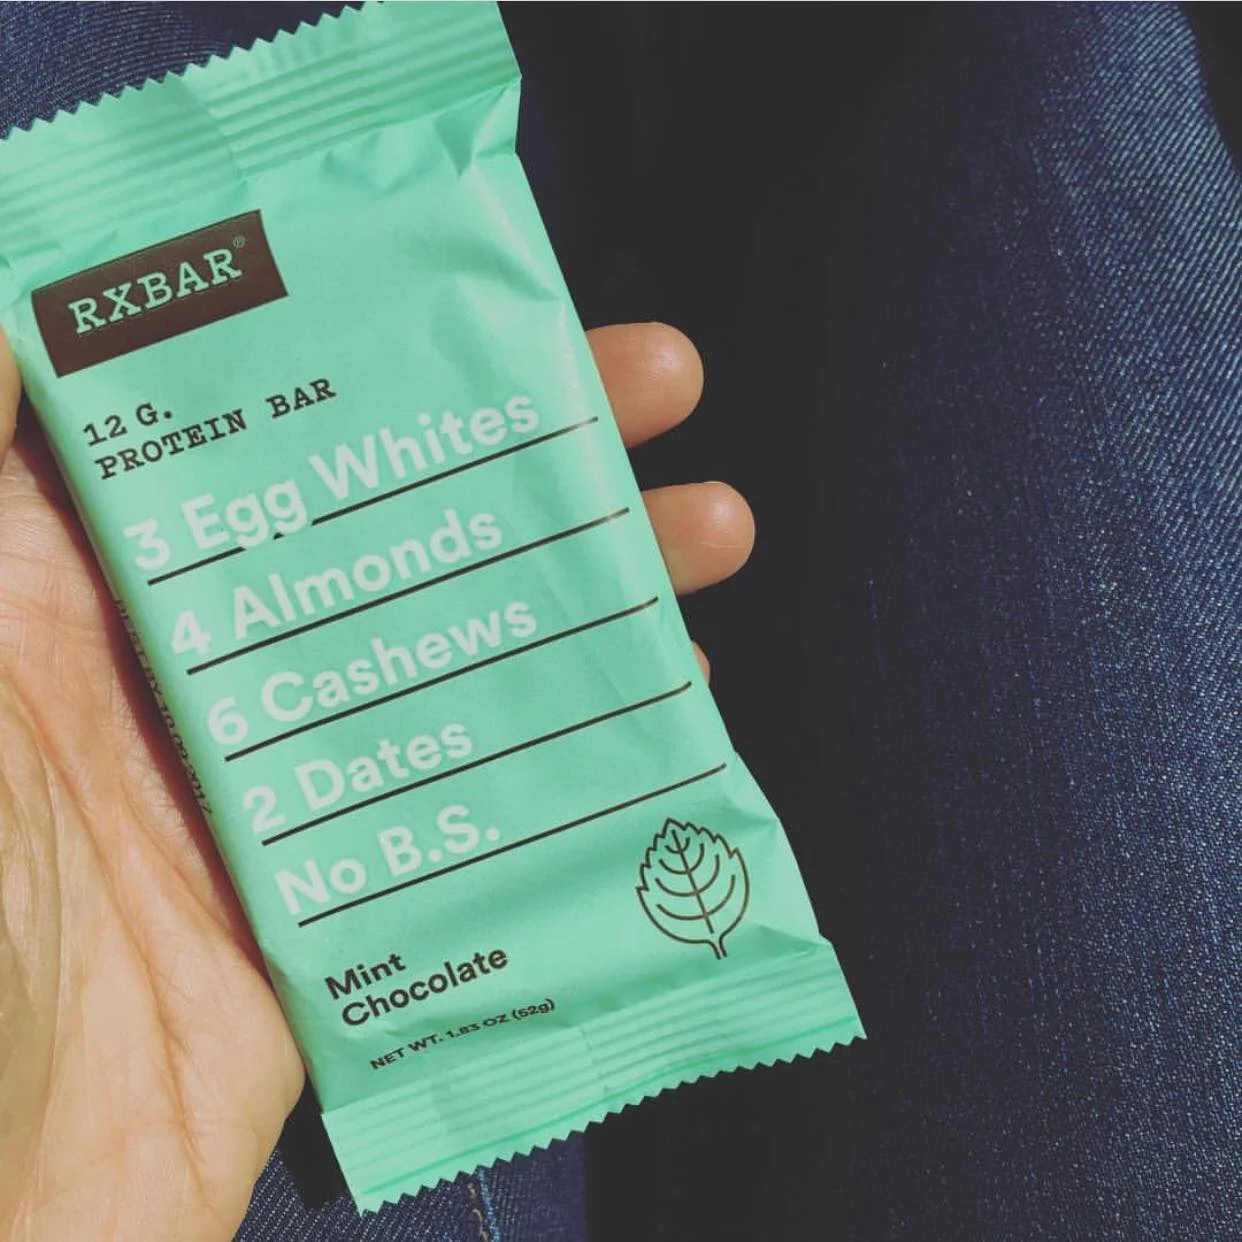 RXBAR®
12 G.
PROTEIN BAR
3 Egg Whites
4 Almonds
6 Cashews
2 Dates
No B.S.
Mint
Chocolate
NET WT. 1.83 OZ (52g)